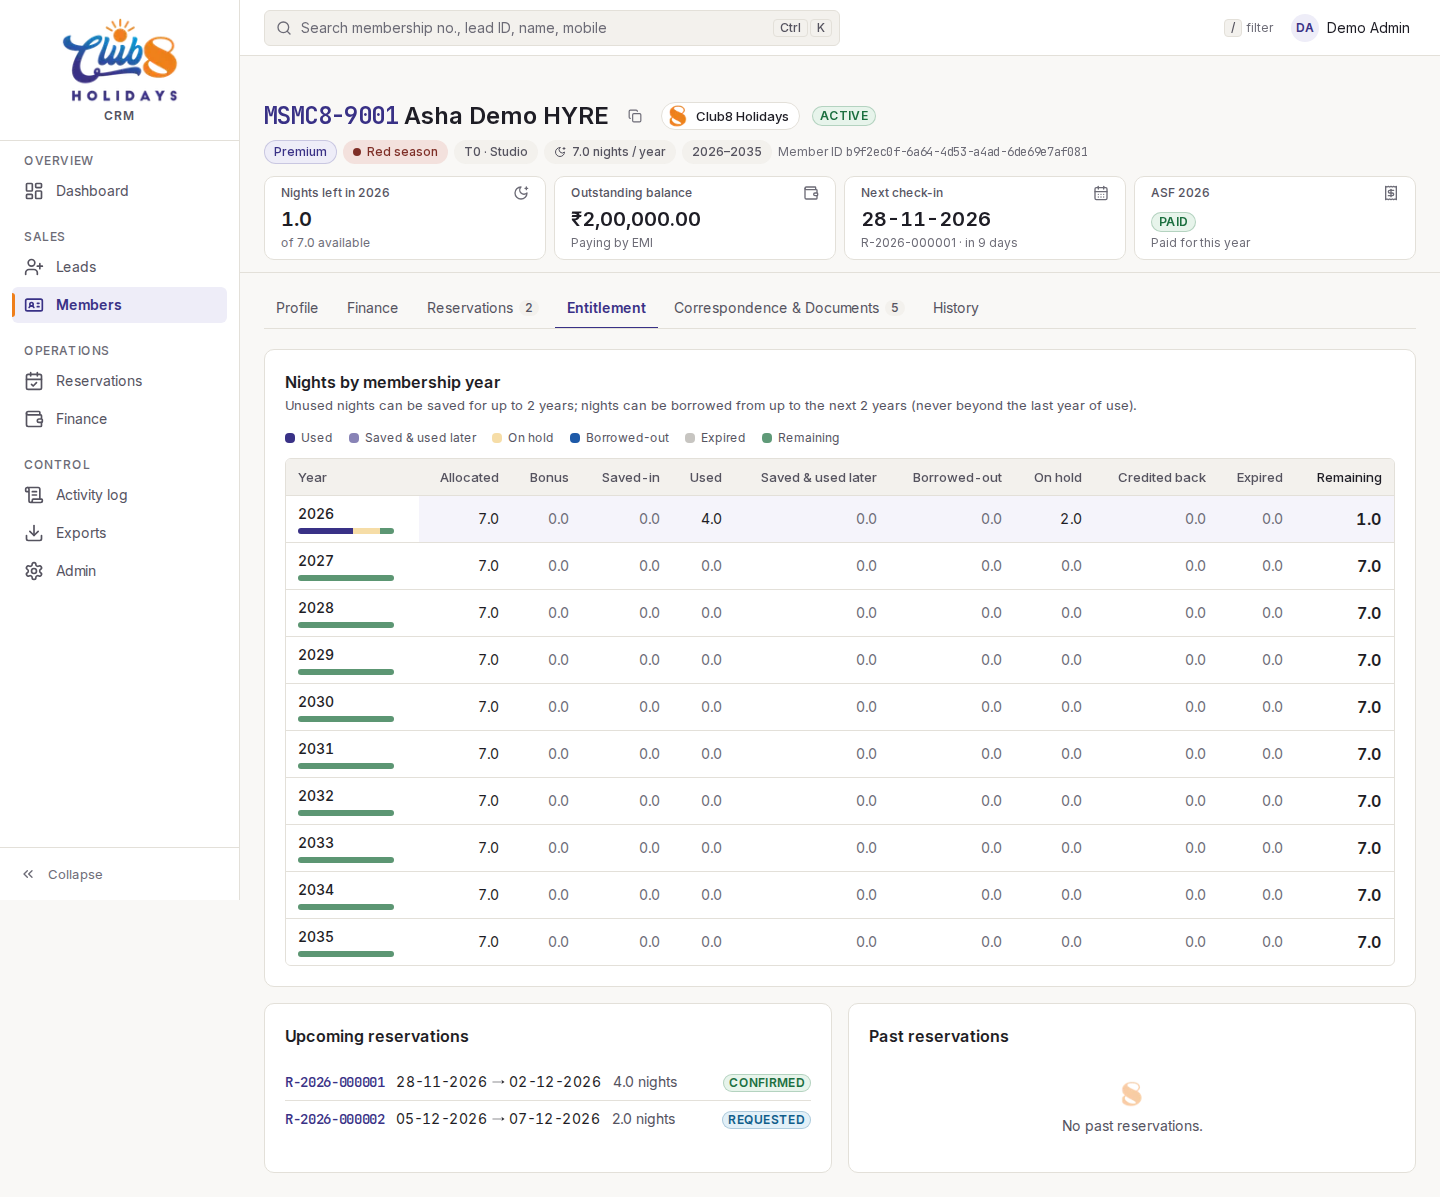 Club8
HOLIDAYS
CRM
OVERVIEW
Dashboard
SALES
Leads
Members
OPERATIONS
Reservations
Finance
CONTROL
Activity log
Exports
Admin
Collapse
Search membership no., lead ID, name, mobile Ctrl K
/ filter DA Demo Admin
MSMC8-9001 Asha Demo HYRE Club8 Holidays ACTIVE
Premium Red season T0 · Studio 7.0 nights / year 2026–2035 Member ID b9f2ec0f-6a64-4d53-a4ad-6de69e7af081
Nights left in 2026
1.0
of 7.0 available
Outstanding balance
₹2,00,000.00
Paying by EMI
Next check-in
28-11-2026
R-2026-000001 · in 9 days
ASF 2026
PAID
Paid for this year
Profile Finance Reservations 2 Entitlement Correspondence & Documents 5 History
Nights by membership year
Unused nights can be saved for up to 2 years; nights can be borrowed from up to the next 2 years (never beyond the last year of use).
Used Saved & used later On hold Borrowed-out Expired Remaining
Year Allocated Bonus Saved-in Used Saved & used later Borrowed-out On hold Credited back Expired Remaining
2026 7.0 0.0 0.0 4.0 0.0 0.0 2.0 0.0 0.0 1.0
2027 7.0 0.0 0.0 0.0 0.0 0.0 0.0 0.0 0.0 7.0
2028 7.0 0.0 0.0 0.0 0.0 0.0 0.0 0.0 0.0 7.0
2029 7.0 0.0 0.0 0.0 0.0 0.0 0.0 0.0 0.0 7.0
2030 7.0 0.0 0.0 0.0 0.0 0.0 0.0 0.0 0.0 7.0
2031 7.0 0.0 0.0 0.0 0.0 0.0 0.0 0.0 0.0 7.0
2032 7.0 0.0 0.0 0.0 0.0 0.0 0.0 0.0 0.0 7.0
2033 7.0 0.0 0.0 0.0 0.0 0.0 0.0 0.0 0.0 7.0
2034 7.0 0.0 0.0 0.0 0.0 0.0 0.0 0.0 0.0 7.0
2035 7.0 0.0 0.0 0.0 0.0 0.0 0.0 0.0 0.0 7.0
Upcoming reservations
R-2026-000001 28-11-2026 → 02-12-2026 4.0 nights CONFIRMED
R-2026-000002 05-12-2026 → 07-12-2026 2.0 nights REQUESTED
Past reservations
No past reservations.